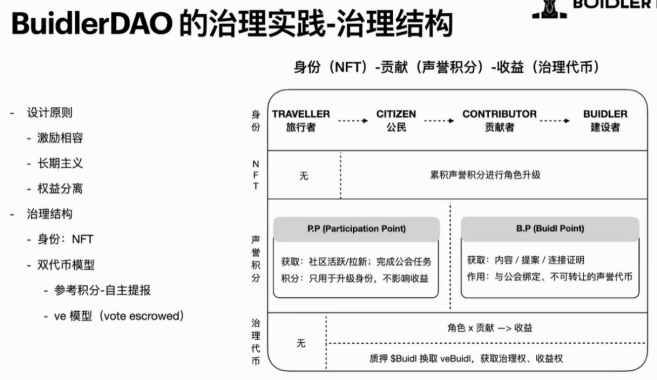 BuidlerDAO 的治理实践-治理结构
BUIDLER
身份（NFT）-贡献（声誉积分）-收益（治理代币）
- 设计原则
- 激励相容
- 长期主义
- 权益分离
- 治理结构
- 身份：NFT
- 双代币模型
- 参考积分-自主提报
- ve 模型（vote escrowed）
身份
TRAVELLER
旅行者
CITIZEN
公民
CONTRIBUTOR
贡献者
BUIDLER
建设者
NFT
无
累积声誉积分进行角色升级
声誉积分
P.P (Participation Point)
获取：社区活跃/拉新；完成公会任务
积分：只用于升级身份，不影响收益
B.P (Buidl Point)
获取：内容 / 提案 / 连接证明
作用：与公会绑定、不可转让的声誉代币
治理代币
无
角色 x 贡献 —> 收益
质押 $Buidl 换取 veBuidl，获取治理权、收益权